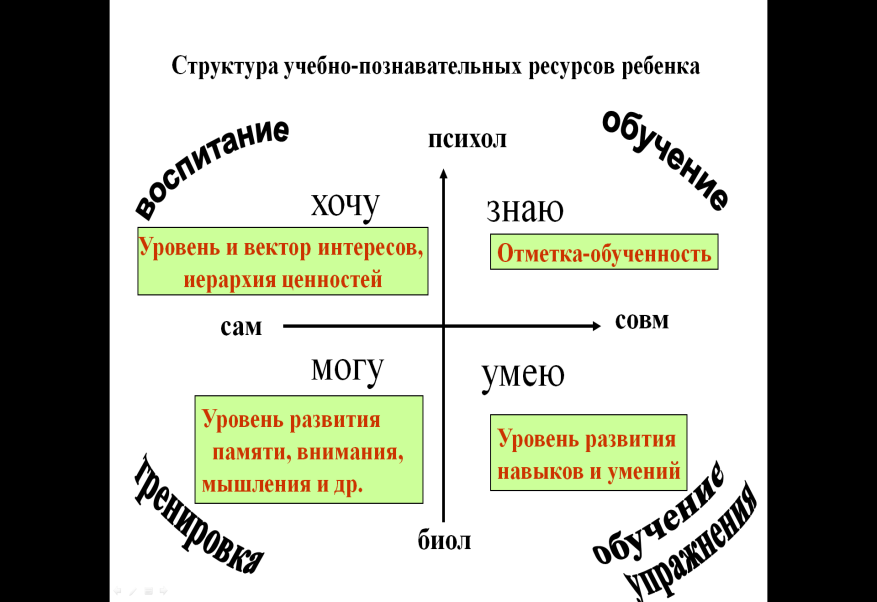 Структура учебно-познавательных ресурсов ребенка
воспитание
обучение
психол
хочу
знаю
Уровень и вектор интересов,
иерархия ценностей
Отметка-обученность
сам
совм
могу
умею
Уровень развития
памяти, внимания,
мышления и др.
Уровень развития
навыков и умений
тренировка
биол
обучение
упражнения